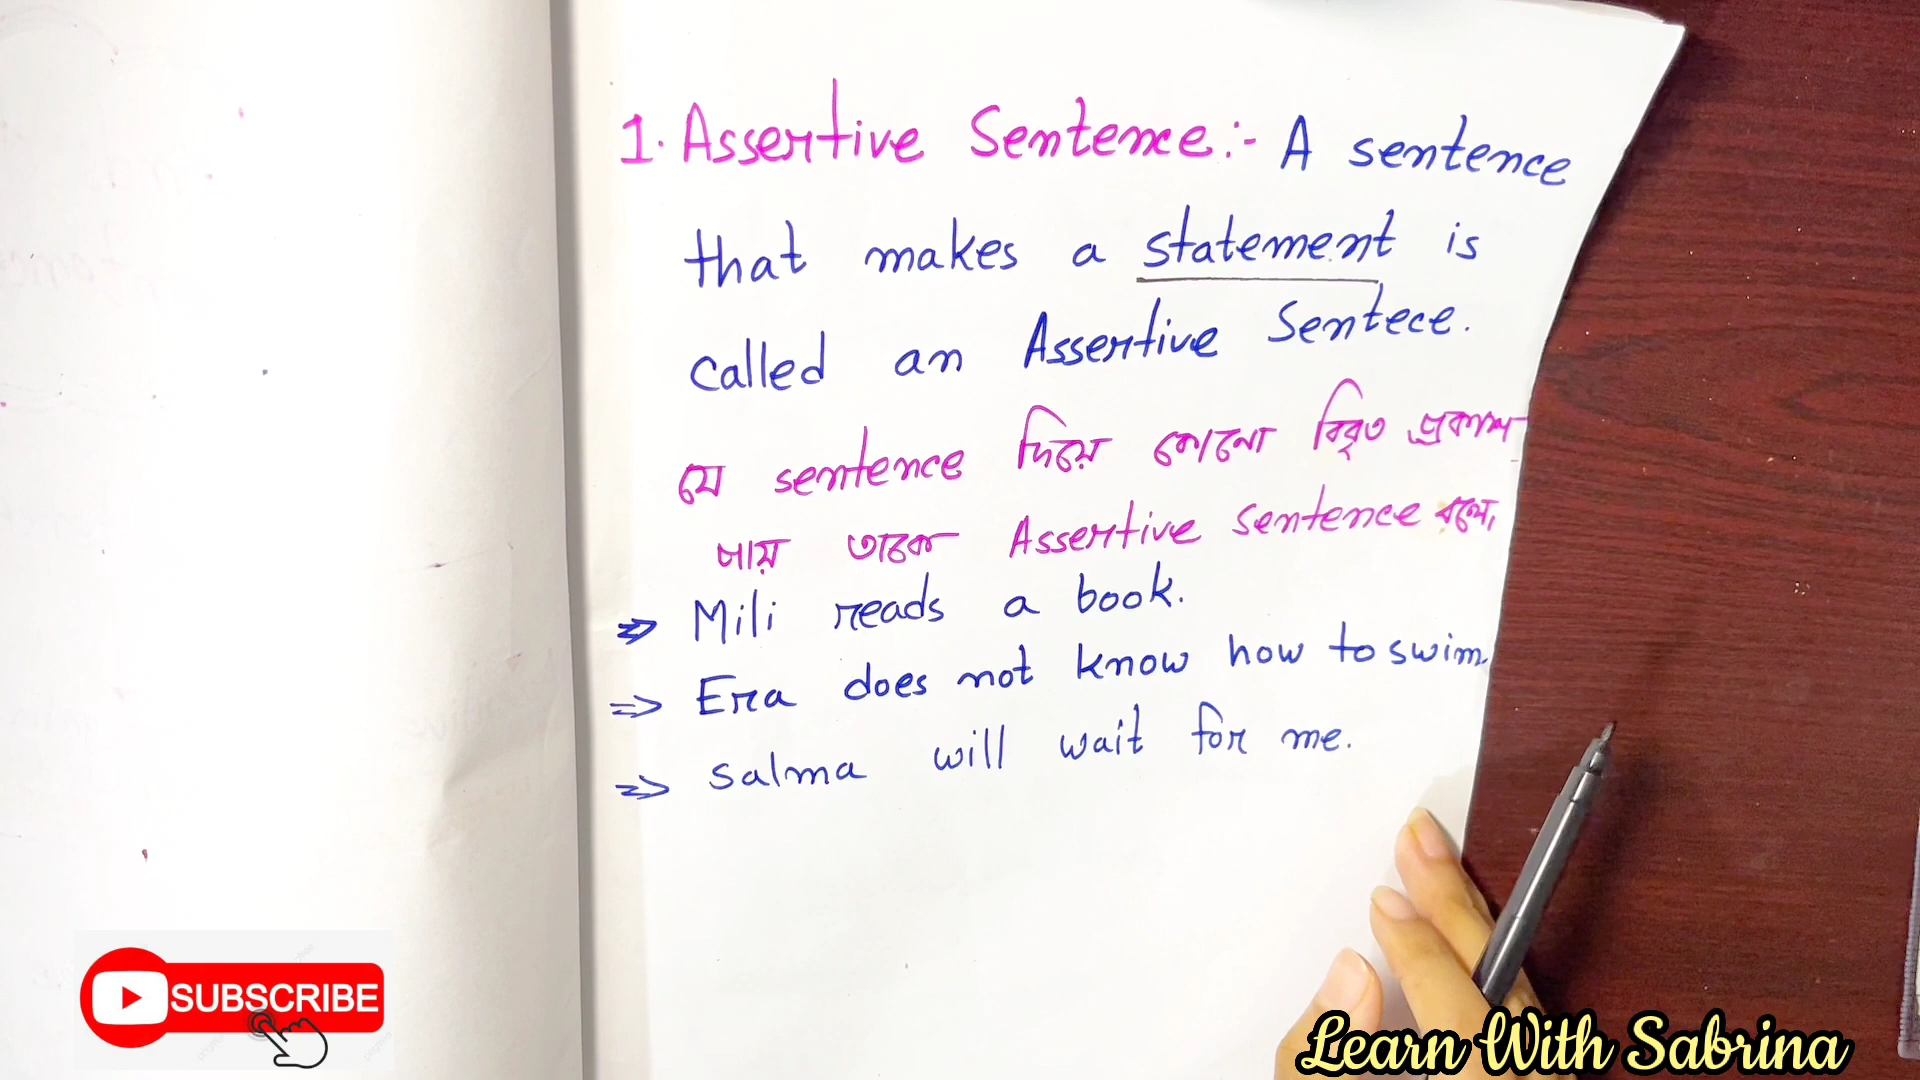 1. Assertive Sentence:- A sentence
that makes a statement is
called an Assertive Sentece.
যে sentence দিয়ে কোনো বিবৃত প্রকাশ
পায় তাকে Assertive sentence বলে।
⇒ Mili reads a book.
⇒ Era does not know how to swim.
⇒ salma will wait for me.
SUBSCRIBE
Learn With Sabrina